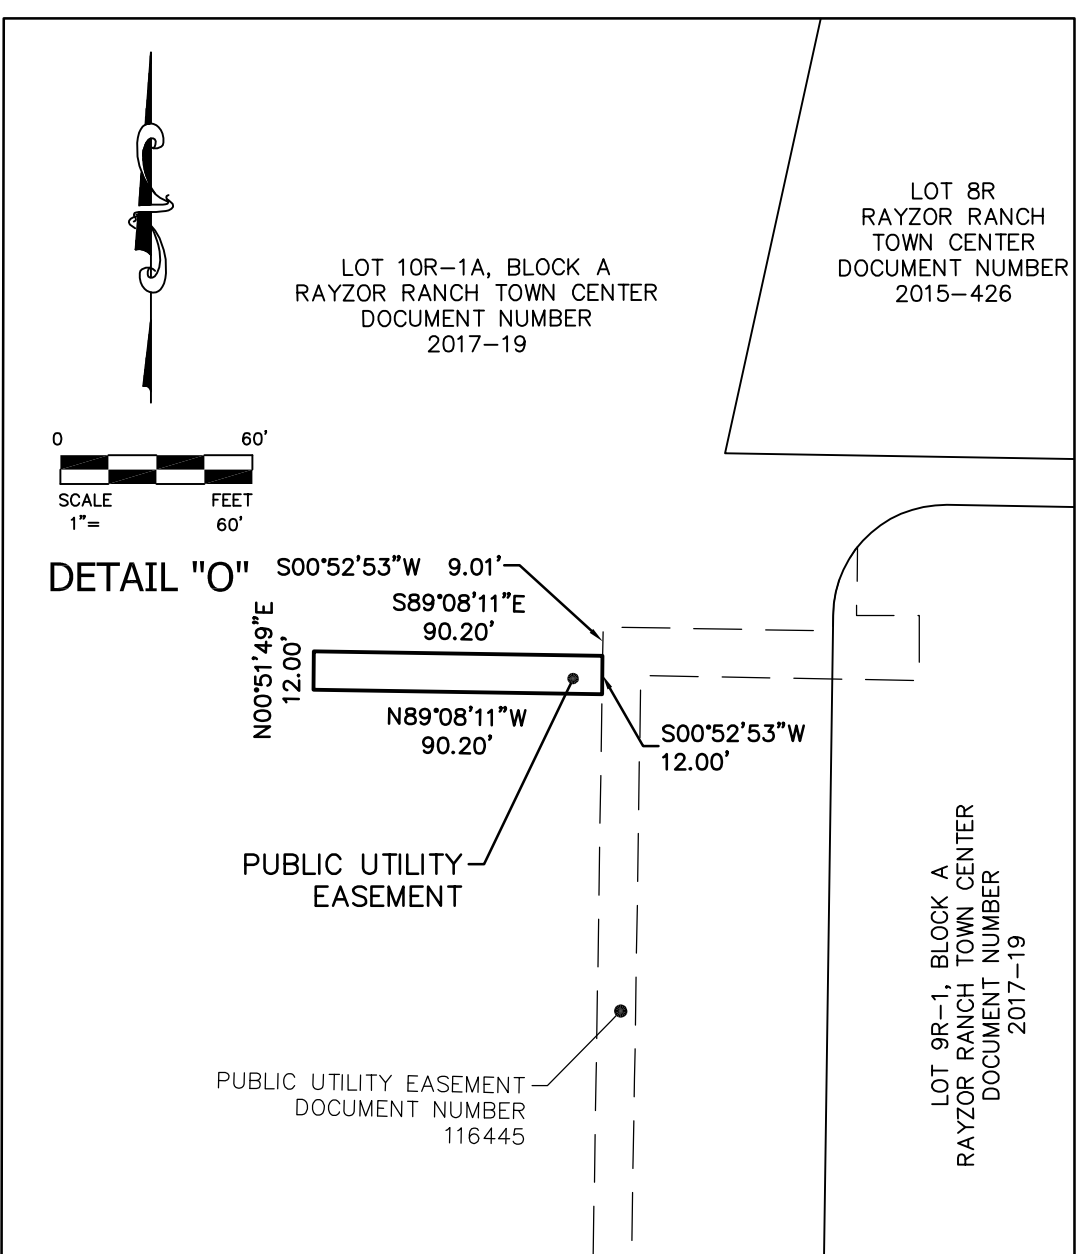 LOT 8R
RAYZOR RANCH
TOWN CENTER
DOCUMENT NUMBER
2015-426
LOT 10R-1A, BLOCK A
RAYZOR RANCH TOWN CENTER
DOCUMENT NUMBER
2017-19
0 60'
SCALE FEET
1"= 60'
DETAIL "O"
S00°52'53"W 9.01'
S89°08'11"E
90.20'
N00°51'49"E
12.00'
N89°08'11"W
90.20'
S00°52'53"W
12.00'
PUBLIC UTILITY
EASEMENT
LOT 9R-1, BLOCK A
RAYZOR RANCH TOWN CENTER
DOCUMENT NUMBER
2017-19
PUBLIC UTILITY EASEMENT
DOCUMENT NUMBER
116445